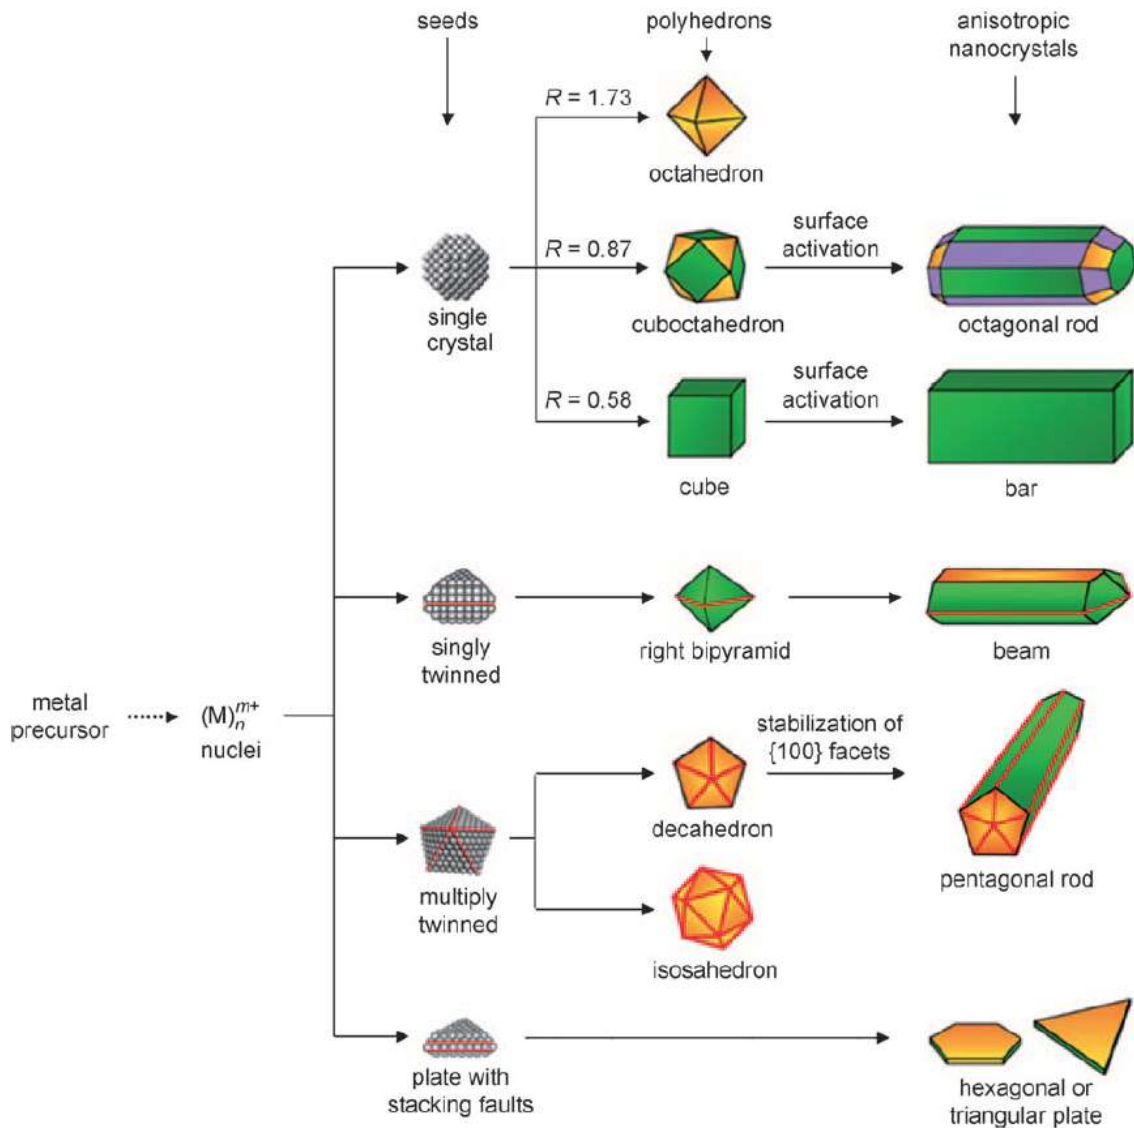 seeds
polyhedrons
anisotropic
nanocrystals
R = 1.73
octahedron
R = 0.87
surface
activation
single
crystal
cuboctahedron
octagonal rod
R = 0.58
surface
activation
cube
bar
singly
twinned
right bipyramid
beam
metal
precursor
(M)ₙᵐ⁺
nuclei
stabilization of
{100} facets
decahedron
multiply
twinned
pentagonal rod
isosahedron
plate with
stacking faults
hexagonal or
triangular plate